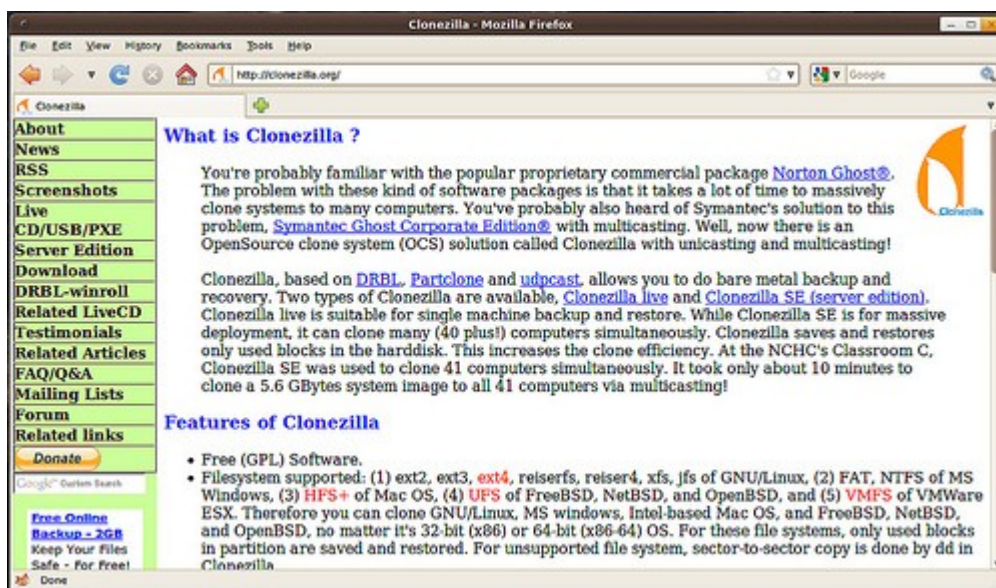 Clonezilla - Mozilla Firefox
File Edit View History Bookmarks Tools Help
http://clonezilla.org/
Google
Clonezilla
About
News
RSS
Screenshots
Live
CD/USB/PXE
Server Edition
Download
DRBL-winroll
Related LiveCD
Testimonials
Related Articles
FAQ/Q&A
Mailing Lists
Forum
Related links
Donate
Google™ Custom Search
Free Online
Backup - 2GB
Keep Your Files
Safe - For Free!
What is Clonezilla ?
Clonezilla
You're probably familiar with the popular proprietary commercial package Norton Ghost®.
The problem with these kind of software packages is that it takes a lot of time to massively
clone systems to many computers. You've probably also heard of Symantec's solution to this
problem, Symantec Ghost Corporate Edition® with multicasting. Well, now there is an
OpenSource clone system (OCS) solution called Clonezilla with unicasting and multicasting!
Clonezilla, based on DRBL, Partclone and udpcast, allows you to do bare metal backup and
recovery. Two types of Clonezilla are available, Clonezilla live and Clonezilla SE (server edition).
Clonezilla live is suitable for single machine backup and restore. While Clonezilla SE is for massive
deployment, it can clone many (40 plus!) computers simultaneously. Clonezilla saves and restores
only used blocks in the harddisk. This increases the clone efficiency. At the NCHC's Classroom C,
Clonezilla SE was used to clone 41 computers simultaneously. It took only about 10 minutes to
clone a 5.6 GBytes system image to all 41 computers via multicasting!
Features of Clonezilla
• Free (GPL) Software.
• Filesystem supported: (1) ext2, ext3, ext4, reiserfs, reiser4, xfs, jfs of GNU/Linux, (2) FAT, NTFS of MS
Windows, (3) HFS+ of Mac OS, (4) UFS of FreeBSD, NetBSD, and OpenBSD, and (5) VMFS of VMWare
ESX. Therefore you can clone GNU/Linux, MS windows, Intel-based Mac OS, and FreeBSD, NetBSD,
and OpenBSD, no matter it's 32-bit (x86) or 64-bit (x86-64) OS. For these file systems, only used blocks
in partition are saved and restored. For unsupported file system, sector-to-sector copy is done by dd in
Clonezilla
Done